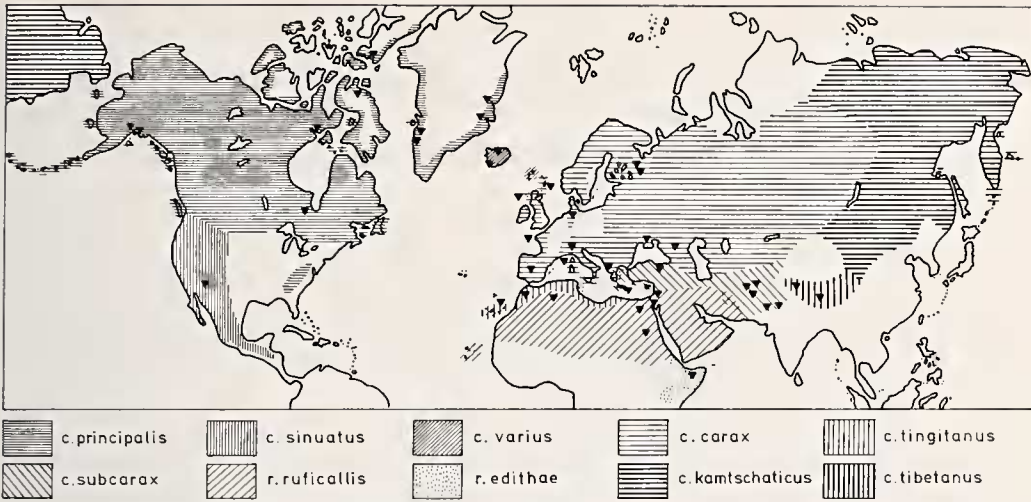 c.principalis c. sinuatus c. varius c. carax c.tingitanus
c.subcarax r.ruficallis r.edithae c.kamtschaticus c.tibetanus